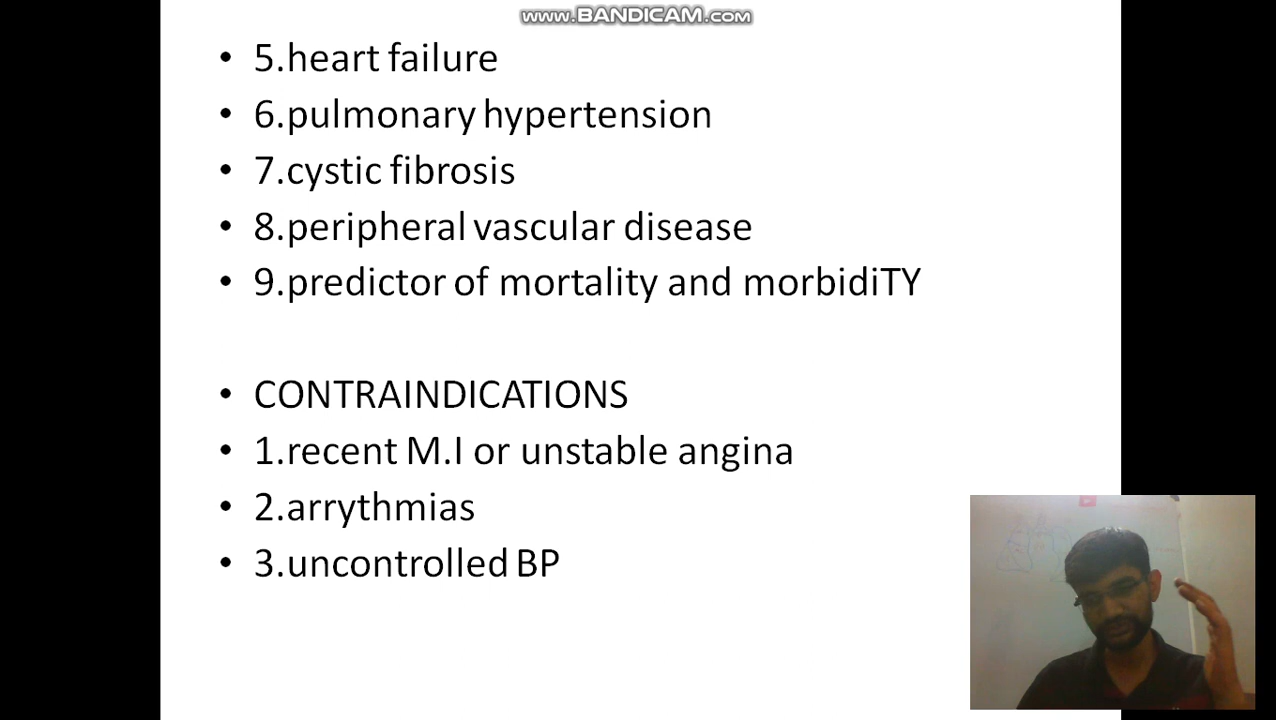 www.BANDICAM.com
• 5.heart failure
• 6.pulmonary hypertension
• 7.cystic fibrosis
• 8.peripheral vascular disease
• 9.predictor of mortality and morbidiTY
• CONTRAINDICATIONS
• 1.recent M.I or unstable angina
• 2.arrythmias
• 3.uncontrolled BP